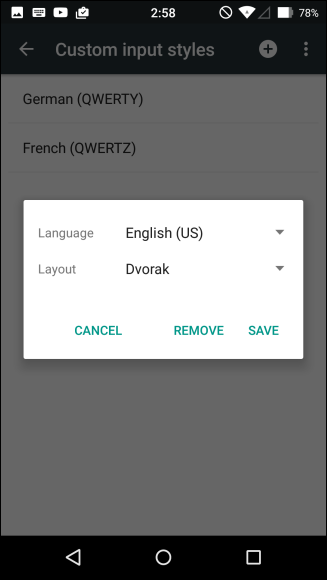 2:58
78%
Custom input styles
German (QWERTY)
French (QWERTZ)
Language English (US)
Layout Dvorak
CANCEL REMOVE SAVE